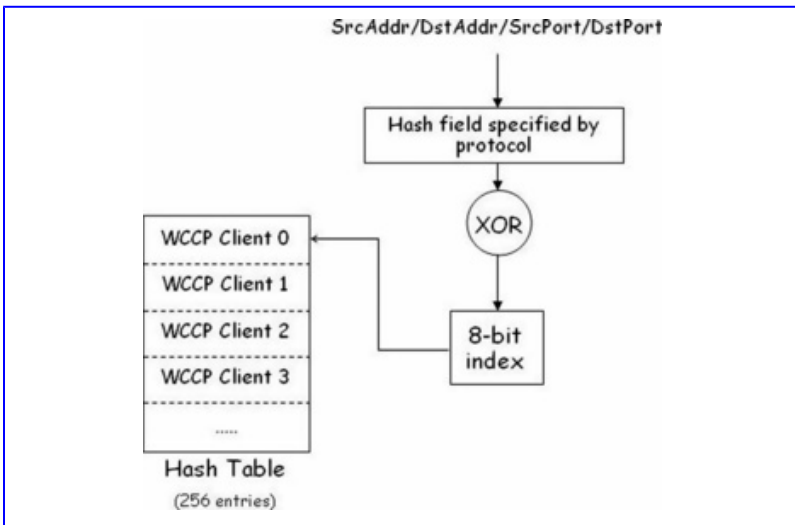 SrcAddr/DstAddr/SrcPort/DstPort
Hash field specified by
protocol
XOR
8-bit
index
WCCP Client 0
WCCP Client 1
WCCP Client 2
WCCP Client 3
.....
Hash Table
(256 entries)